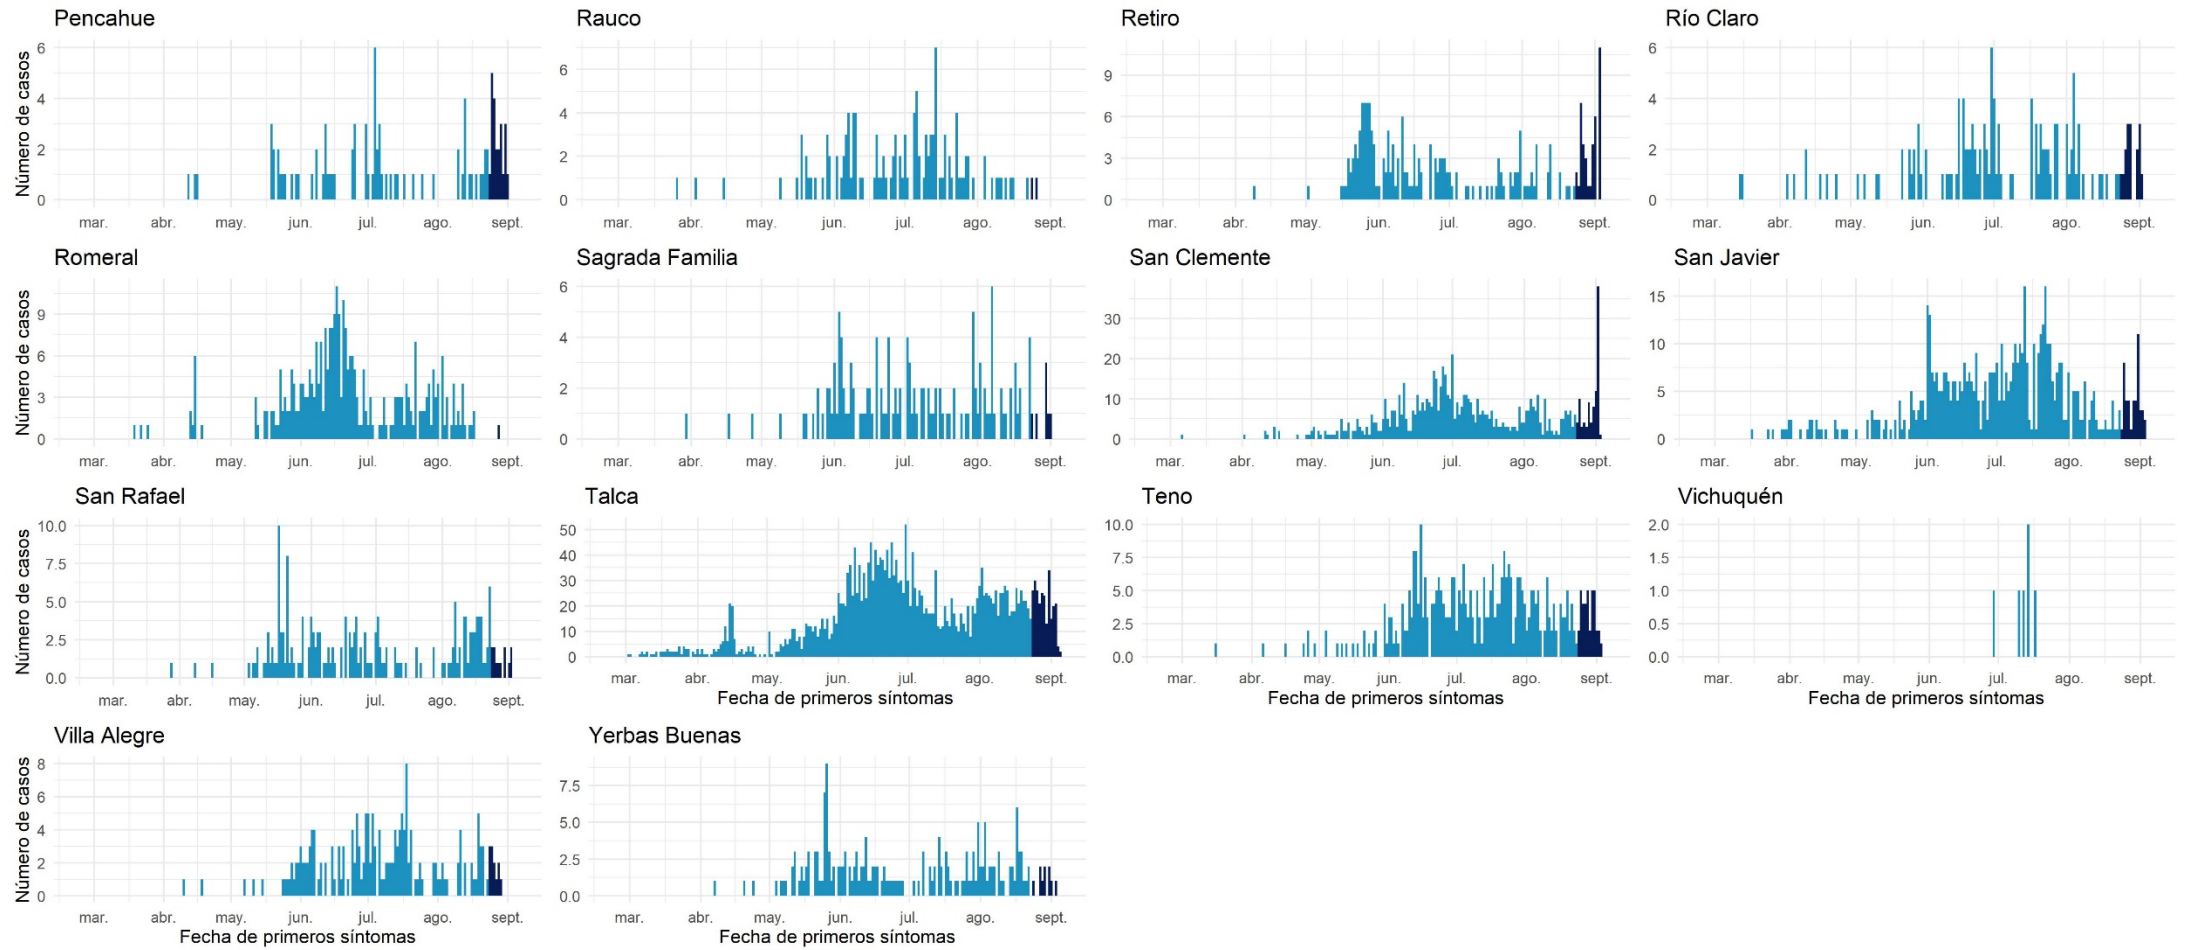 Pencahue
Número de casos
6
4
2
0
mar. abr. may. jun. jul. ago. sept.
Rauco
6
4
2
0
mar. abr. may. jun. jul. ago. sept.
Retiro
9
6
3
0
mar. abr. may. jun. jul. ago. sept.
Río Claro
6
4
2
0
mar. abr. may. jun. jul. ago. sept.
Romeral
Número de casos
9
6
3
0
mar. abr. may. jun. jul. ago. sept.
Sagrada Familia
6
4
2
0
mar. abr. may. jun. jul. ago. sept.
San Clemente
30
20
10
0
mar. abr. may. jun. jul. ago. sept.
San Javier
15
10
5
0
mar. abr. may. jun. jul. ago. sept.
San Rafael
Número de casos
10.0
7.5
5.0
2.5
0.0
mar. abr. may. jun. jul. ago. sept.
Talca
50
40
30
20
10
0
mar. abr. may. jun. jul. ago. sept.
Fecha de primeros síntomas
Teno
10.0
7.5
5.0
2.5
0.0
mar. abr. may. jun. jul. ago. sept.
Fecha de primeros síntomas
Vichuquén
2.0
1.5
1.0
0.5
0.0
mar. abr. may. jun. jul. ago. sept.
Fecha de primeros síntomas
Villa Alegre
Número de casos
8
6
4
2
0
mar. abr. may. jun. jul. ago. sept.
Fecha de primeros síntomas
Yerbas Buenas
7.5
5.0
2.5
0.0
mar. abr. may. jun. jul. ago. sept.
Fecha de primeros síntomas